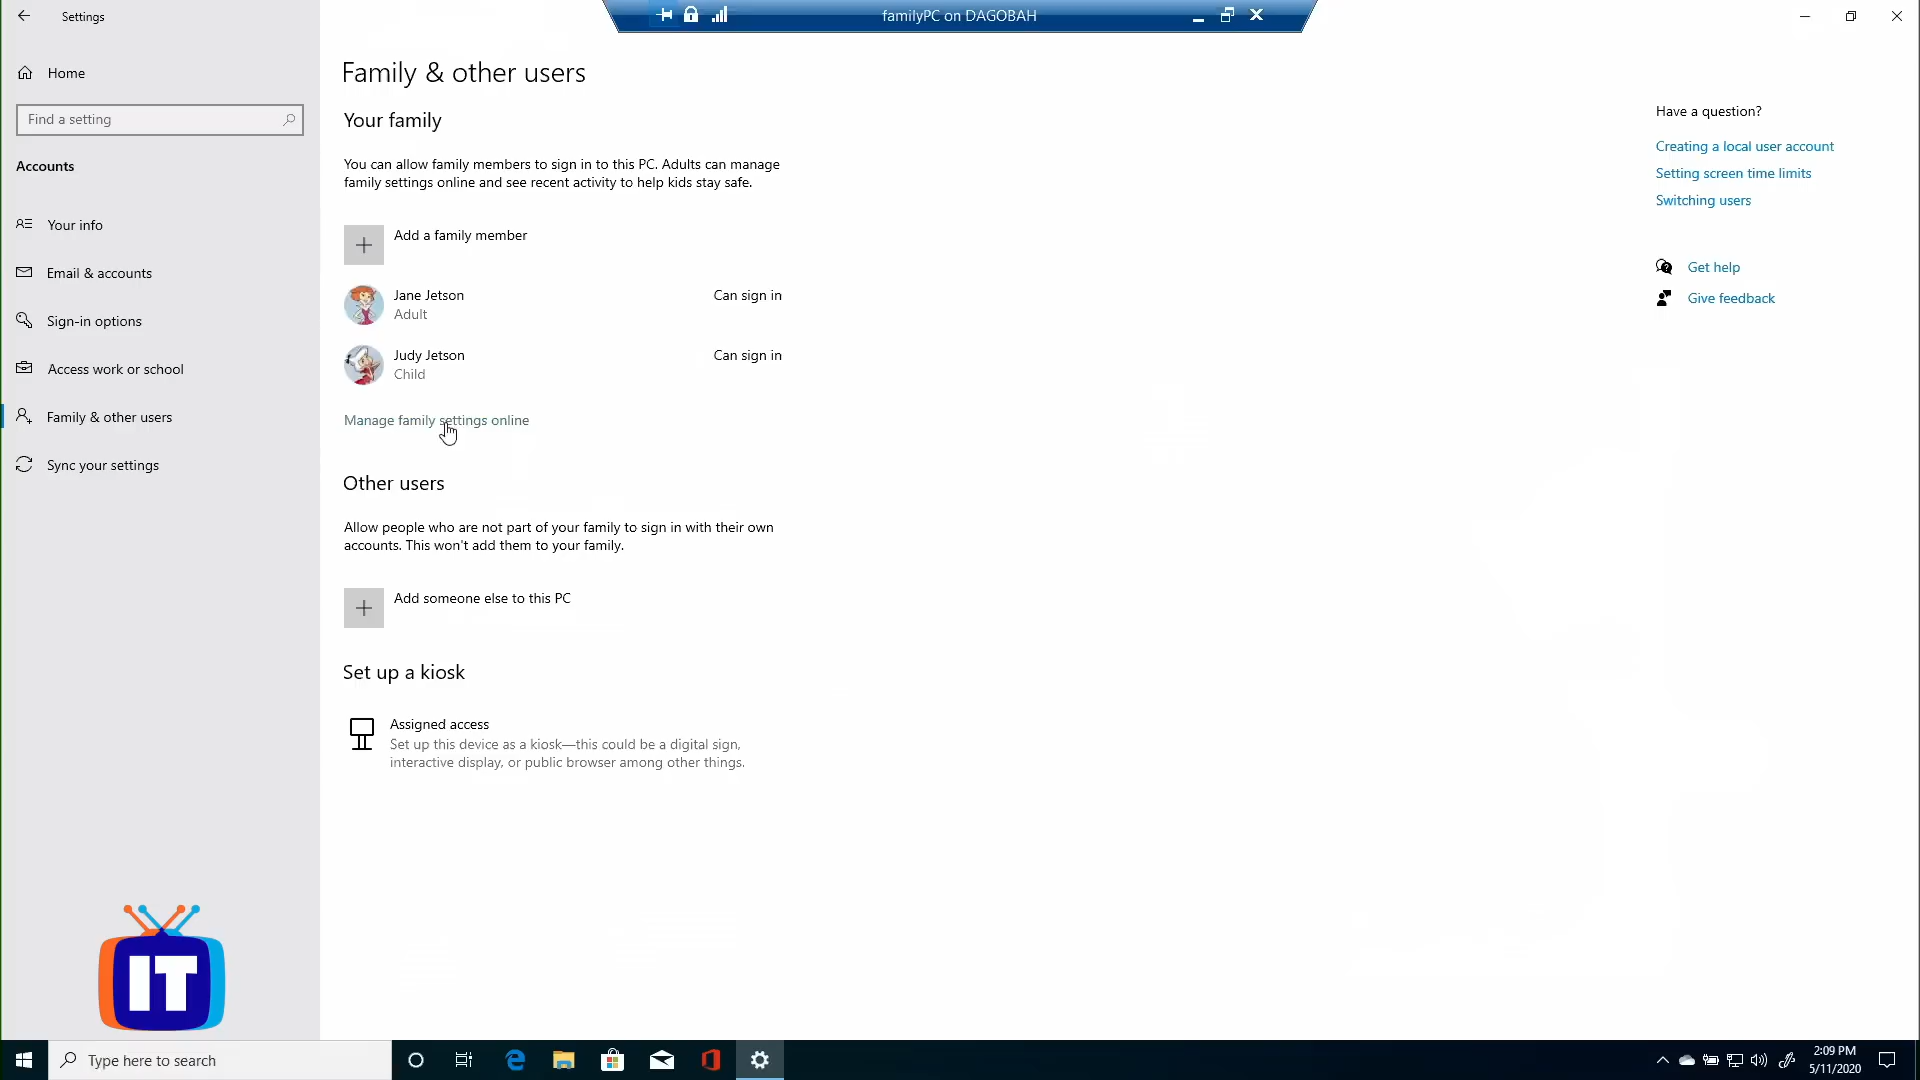 Settings
familyPC on DAGOBAH
Home
Find a setting
Accounts
Your info
Email & accounts
Sign-in options
Access work or school
Family & other users
Sync your settings
IT
Family & other users
Your family
You can allow family members to sign in to this PC. Adults can manage
family settings online and see recent activity to help kids stay safe.
Add a family member
Jane Jetson
Can sign in
Adult
Judy Jetson
Can sign in
Child
Manage family settings online
Other users
Allow people who are not part of your family to sign in with their own
accounts. This won't add them to your family.
Add someone else to this PC
Set up a kiosk
Assigned access
Set up this device as a kiosk—this could be a digital sign,
interactive display, or public browser among other things.
Have a question?
Creating a local user account
Setting screen time limits
Switching users
Get help
Give feedback
Type here to search
2:09 PM
5/11/2020